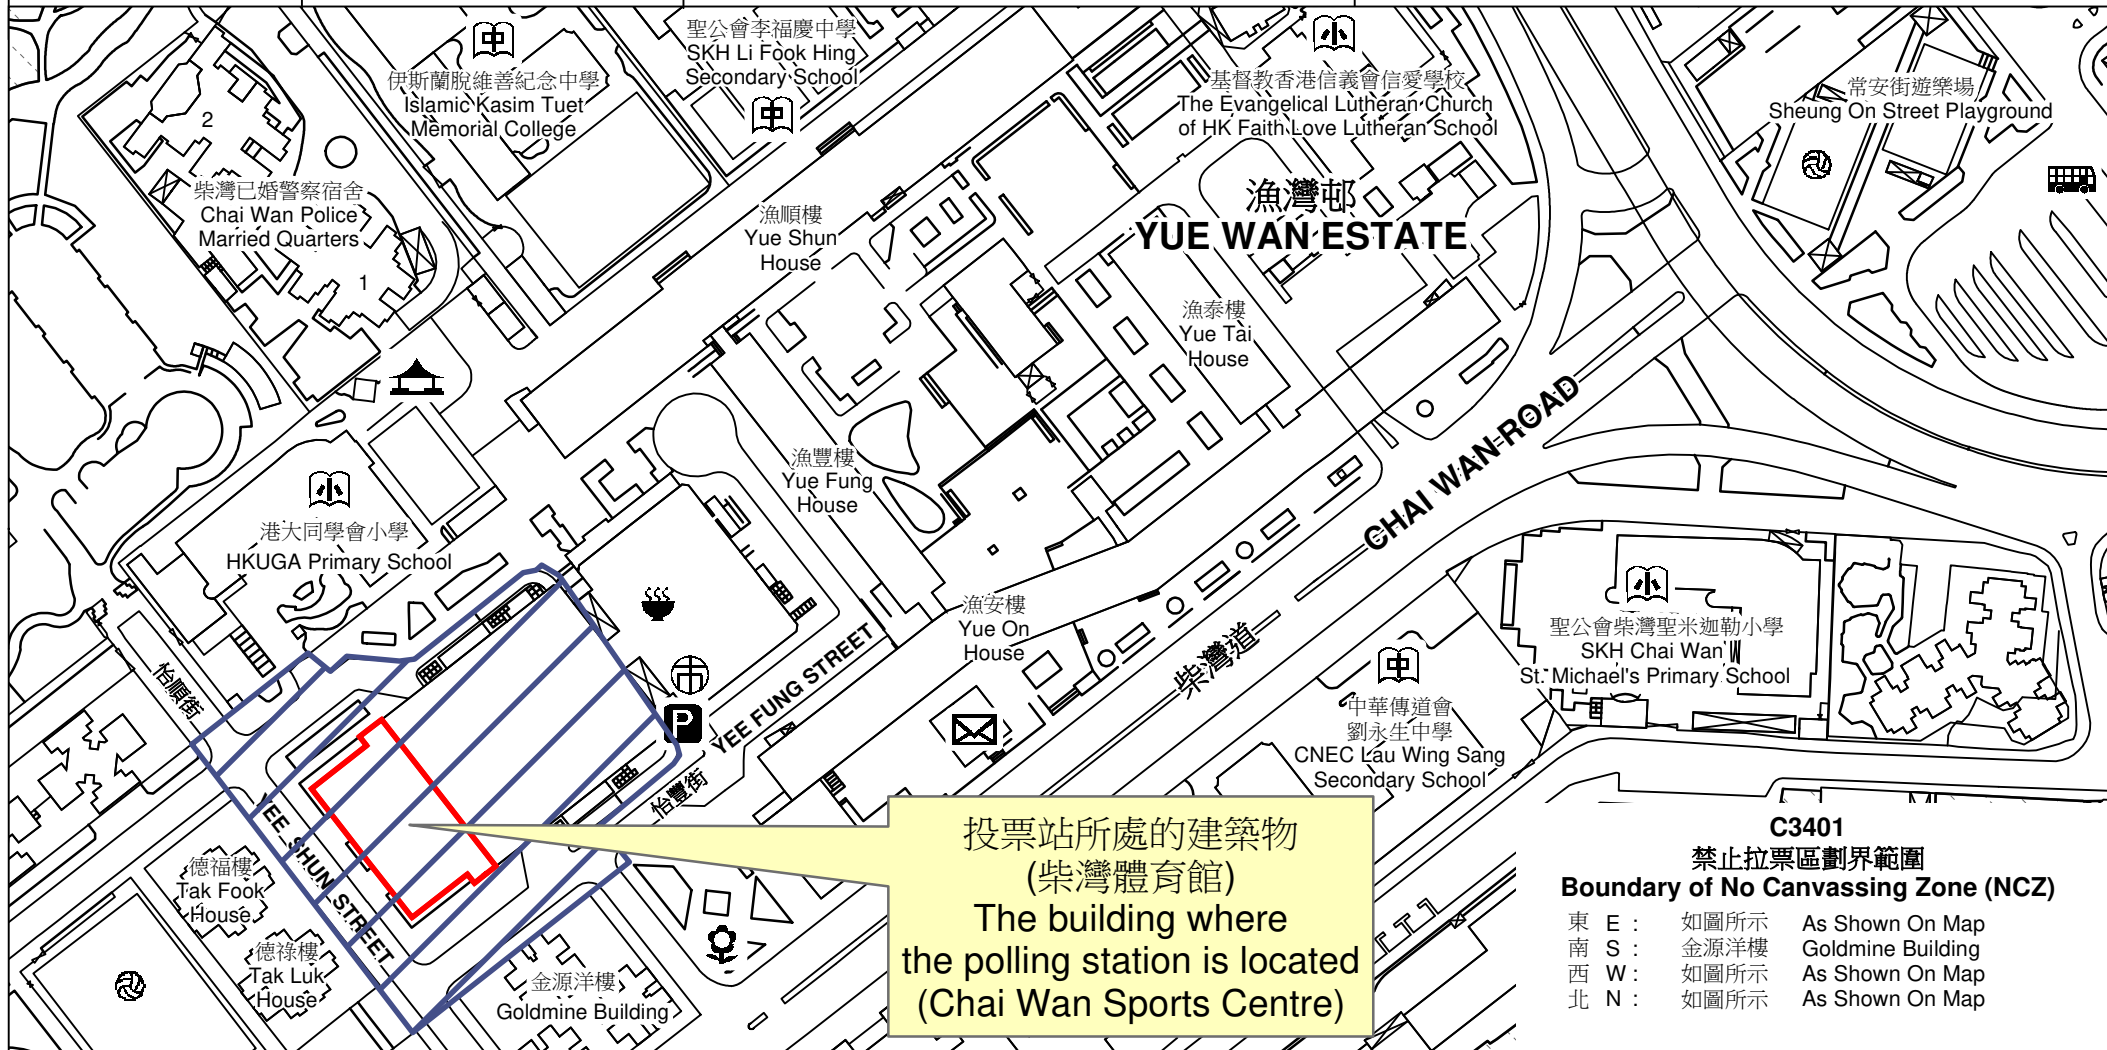 聖公會李福慶中學
SKH Li Fook Hing
Secondary School
中
中
伊斯蘭脫維善紀念中學
Islamic Kasim Tuet
Memorial College
小
基督教香港信義會信愛學校
The Evangelical Lutheran Church
of HK Faith Love Lutheran School
常安街遊樂場
Sheung On Street Playground
2
柴灣已婚警察宿舍
Chai Wan Police
Married Quarters
1
漁順樓
Yue Shun
House
漁灣邨
YUE WAN ESTATE
漁泰樓
Yue Tai
House
漁豐樓
Yue Fung
House
CHAI WAN ROAD
柴灣道
小
港大同學會小學
HKUGA Primary School
漁安樓
Yue On
House
小
聖公會柴灣聖米迦勒小學
SKH Chai Wan
St. Michael's Primary School
中
中華傳道會
劉永生中學
CNEC Lau Wing Sang
Secondary School
怡順街
YEE SHUN STREET
市
P
YEE FUNG STREET
怡豐街
德福樓
Tak Fook
House
德祿樓
Tak Luk
House
金源洋樓
Goldmine Building
投票站所處的建築物
(柴灣體育館)
The building where
the polling station is located
(Chai Wan Sports Centre)
C3401
禁止拉票區劃界範圍
Boundary of No Canvassing Zone (NCZ)
東 E : 如圖所示 As Shown On Map
南 S : 金源洋樓 Goldmine Building
西 W : 如圖所示 As Shown On Map
北 N : 如圖所示 As Shown On Map